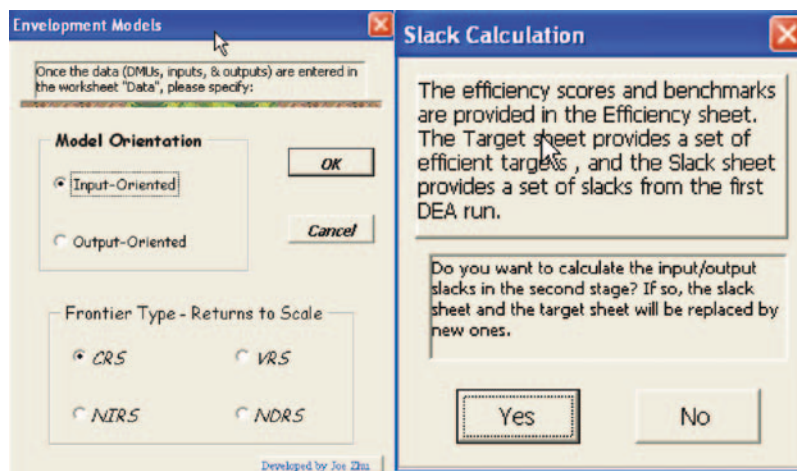 Envelopment Models
Once the data (DMUs, inputs, & outputs) are entered in
the worksheet "Data", please specify:
Model Orientation
Input-Oriented
Output-Oriented
OK
Cancel
Frontier Type - Returns to Scale
CRS
VRS
NIRS
NDRS
Developed by Joe Zhu
Slack Calculation
The efficiency scores and benchmarks
are provided in the Efficiency sheet.
The Target sheet provides a set of
efficient targets , and the Slack sheet
provides a set of slacks from the first
DEA run.
Do you want to calculate the input/output
slacks in the second stage? If so, the slack
sheet and the target sheet will be replaced by
new ones.
Yes
No